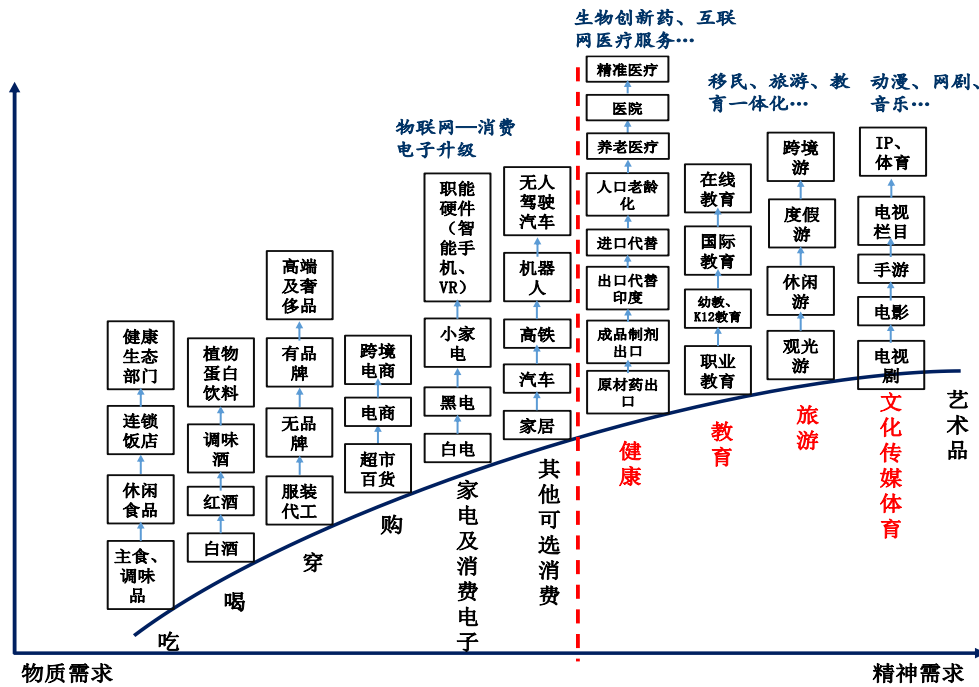 生物创新药、互联
网医疗服务…
移民、旅游、教
育一体化…
动漫、网剧、
音乐…
物联网—消费
电子升级
健康
生态
部门
连锁
饭店
休闲
食品
主食、
调味
品
吃
植物
蛋白
饮料
调味
酒
红酒
白酒
喝
高端
及奢
侈品
有品
牌
无品
牌
服装
代工
穿
跨境
电商
电商
超市
百货
购
职能
硬件
（智
能手
机、
VR）
小家
电
黑电
白电
家电及消费电子
无人
驾驶
汽车
机器
人
高铁
汽车
家居
其他可选消费
精准医疗
医院
养老医疗
人口老龄
化
进口代替
出口代替
印度
成品制剂
出口
原材药出
口
健康
在线
教育
国际
教育
幼教、
K12教育
职业
教育
教育
跨境
游
度假
游
休闲
游
观光
游
旅游
IP、
体育
电视
栏目
手游
电影
电视
剧
文化传媒体育
艺术品
物质需求
精神需求